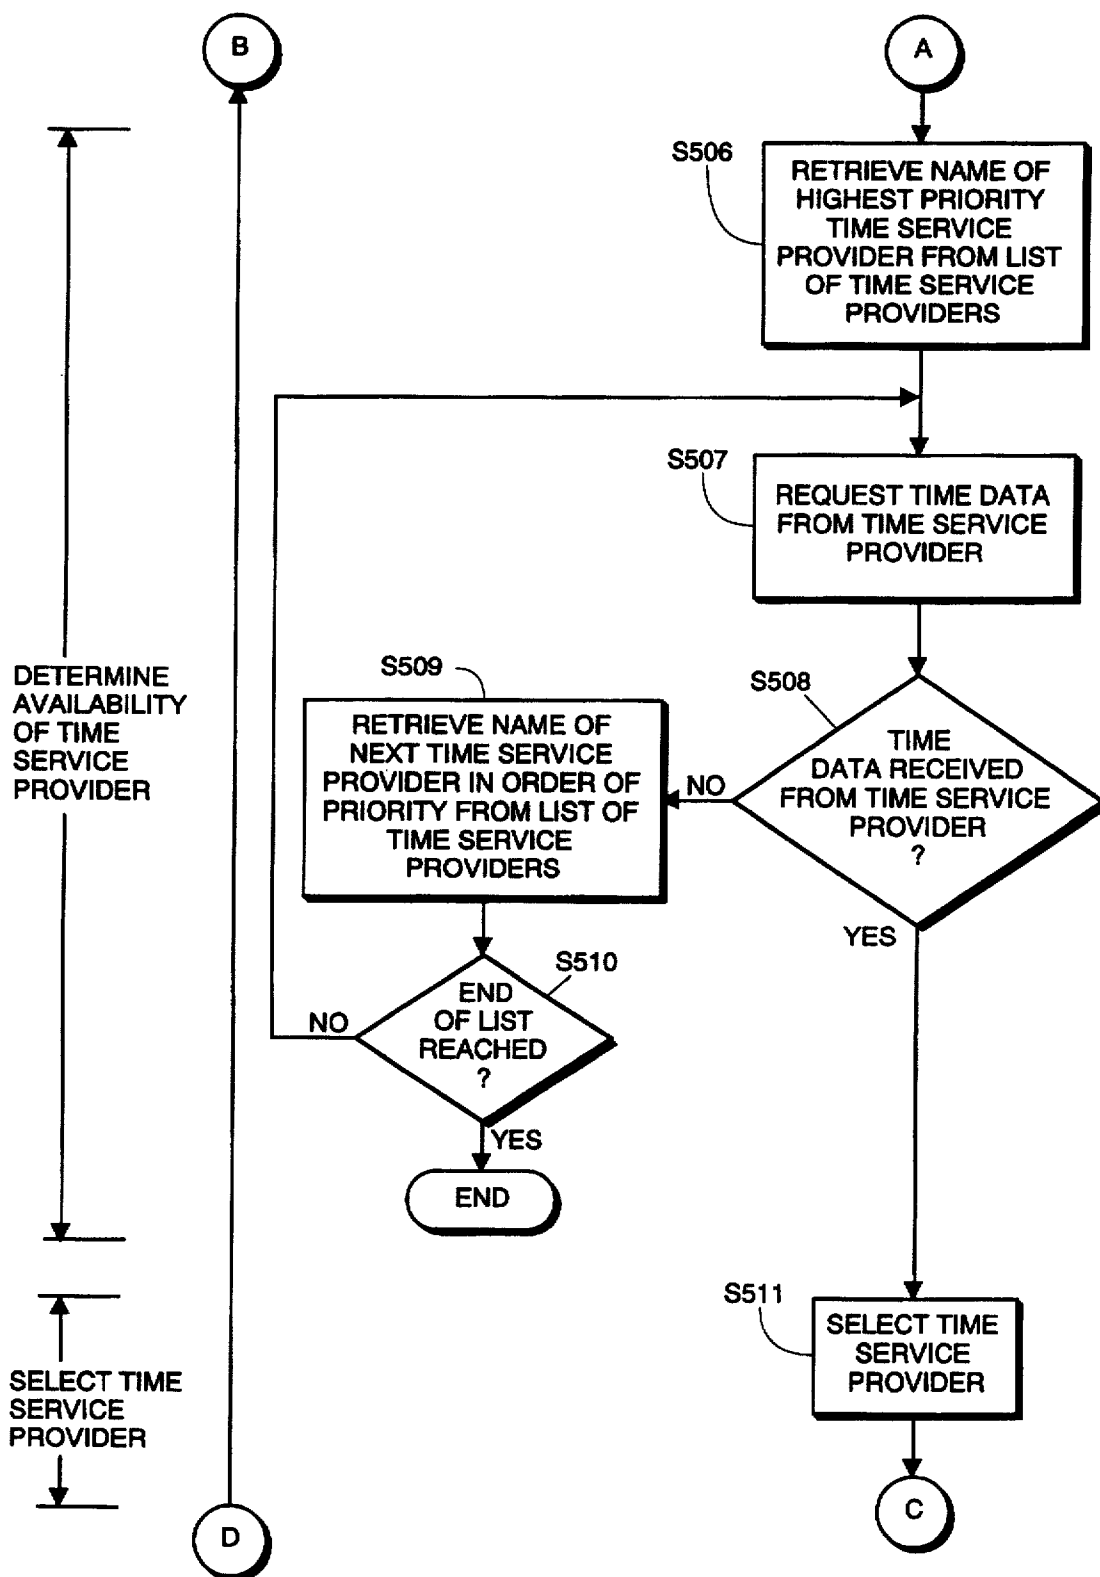 B
A
S506
RETRIEVE NAME OF
HIGHEST PRIORITY
TIME SERVICE
PROVIDER FROM LIST
OF TIME SERVICE
PROVIDERS
S507
REQUEST TIME DATA
FROM TIME SERVICE
PROVIDER
DETERMINE
AVAILABILITY
OF TIME
SERVICE
PROVIDER
S509
RETRIEVE NAME OF
NEXT TIME SERVICE
PROVIDER IN ORDER OF
PRIORITY FROM LIST OF
TIME SERVICE
PROVIDERS
NO
S508
TIME
DATA RECEIVED
FROM TIME SERVICE
PROVIDER
?
YES
S510
END
OF LIST
REACHED
?
NO
YES
END
S511
SELECT TIME
SERVICE
PROVIDER
SELECT TIME
SERVICE
PROVIDER
D
C